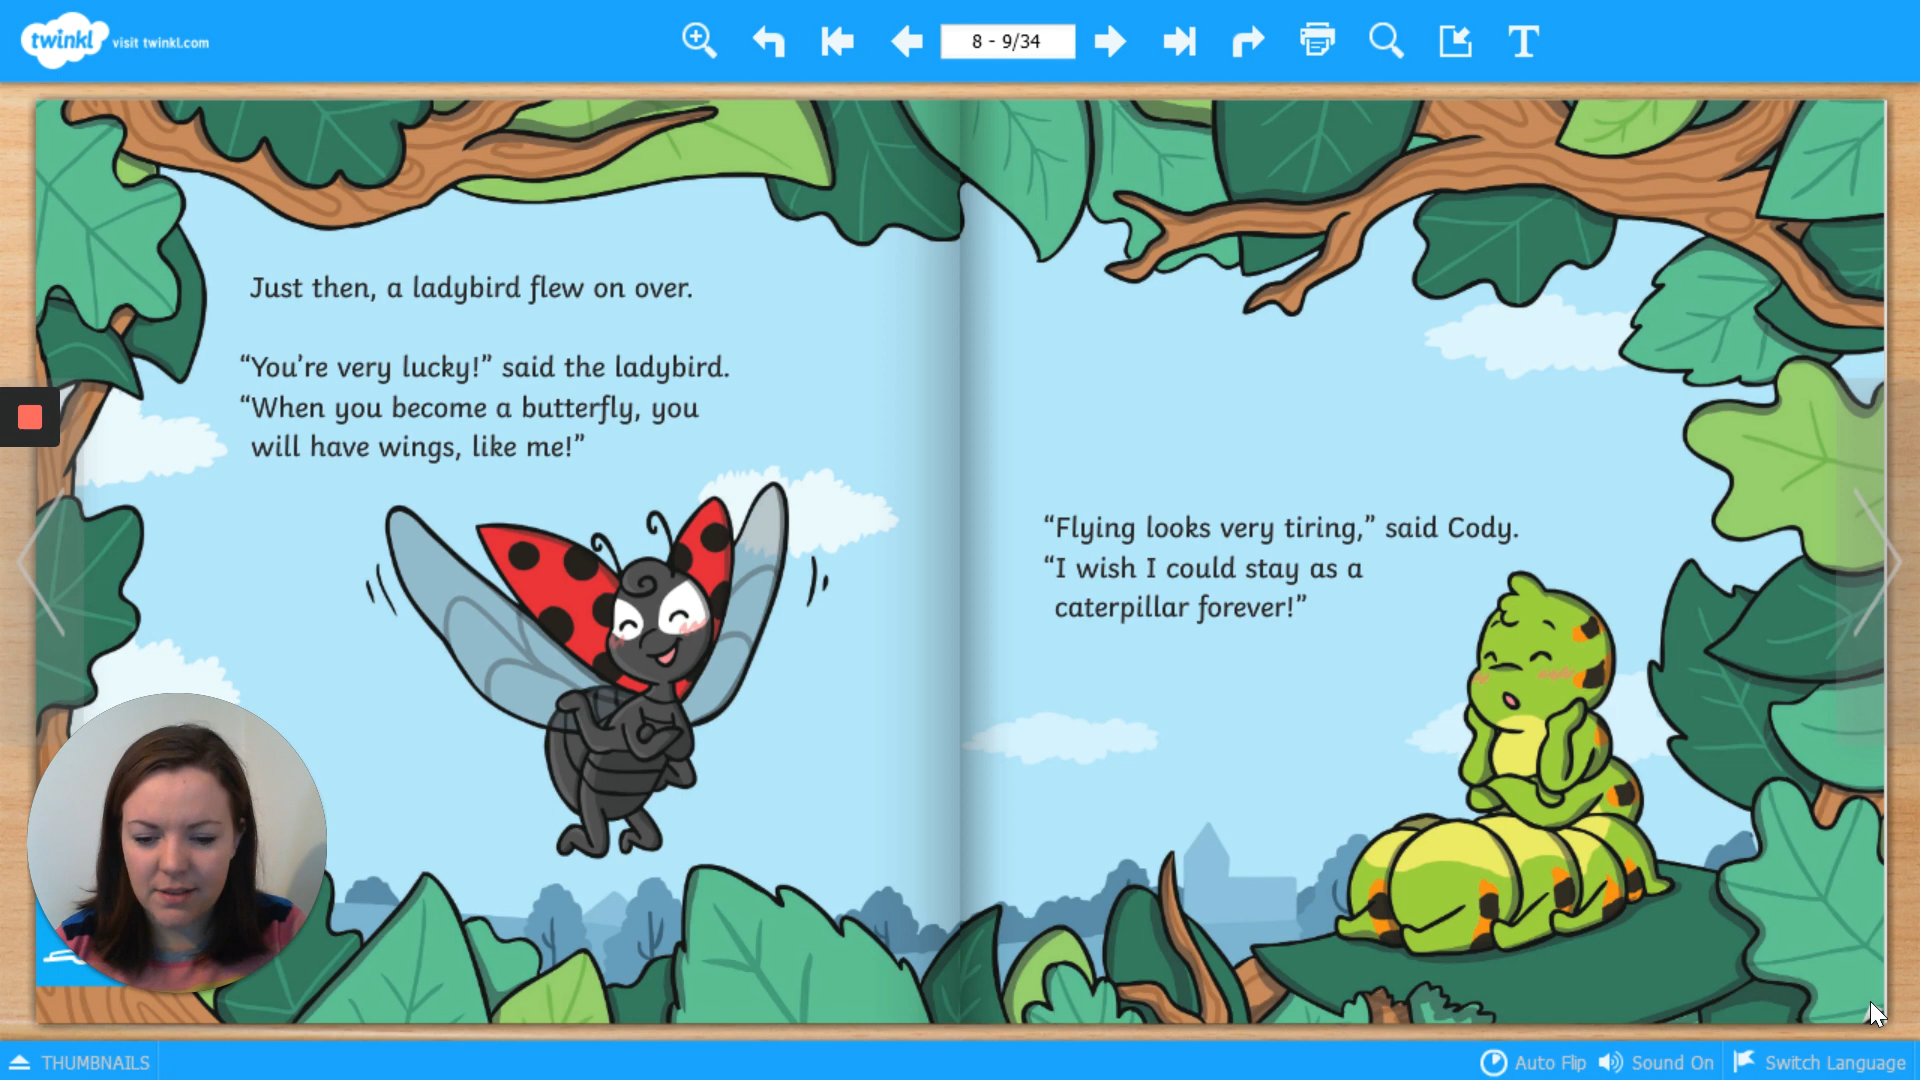 twinkl visit twinkl.com
8 - 9/34
T
Just then, a ladybird flew on over.
“You’re very lucky!” said the ladybird.
“When you become a butterfly, you
will have wings, like me!”
“Flying looks very tiring,” said Cody.
“I wish I could stay as a
caterpillar forever!”
THUMBNAILS
Auto Flip
Sound On
Switch Language